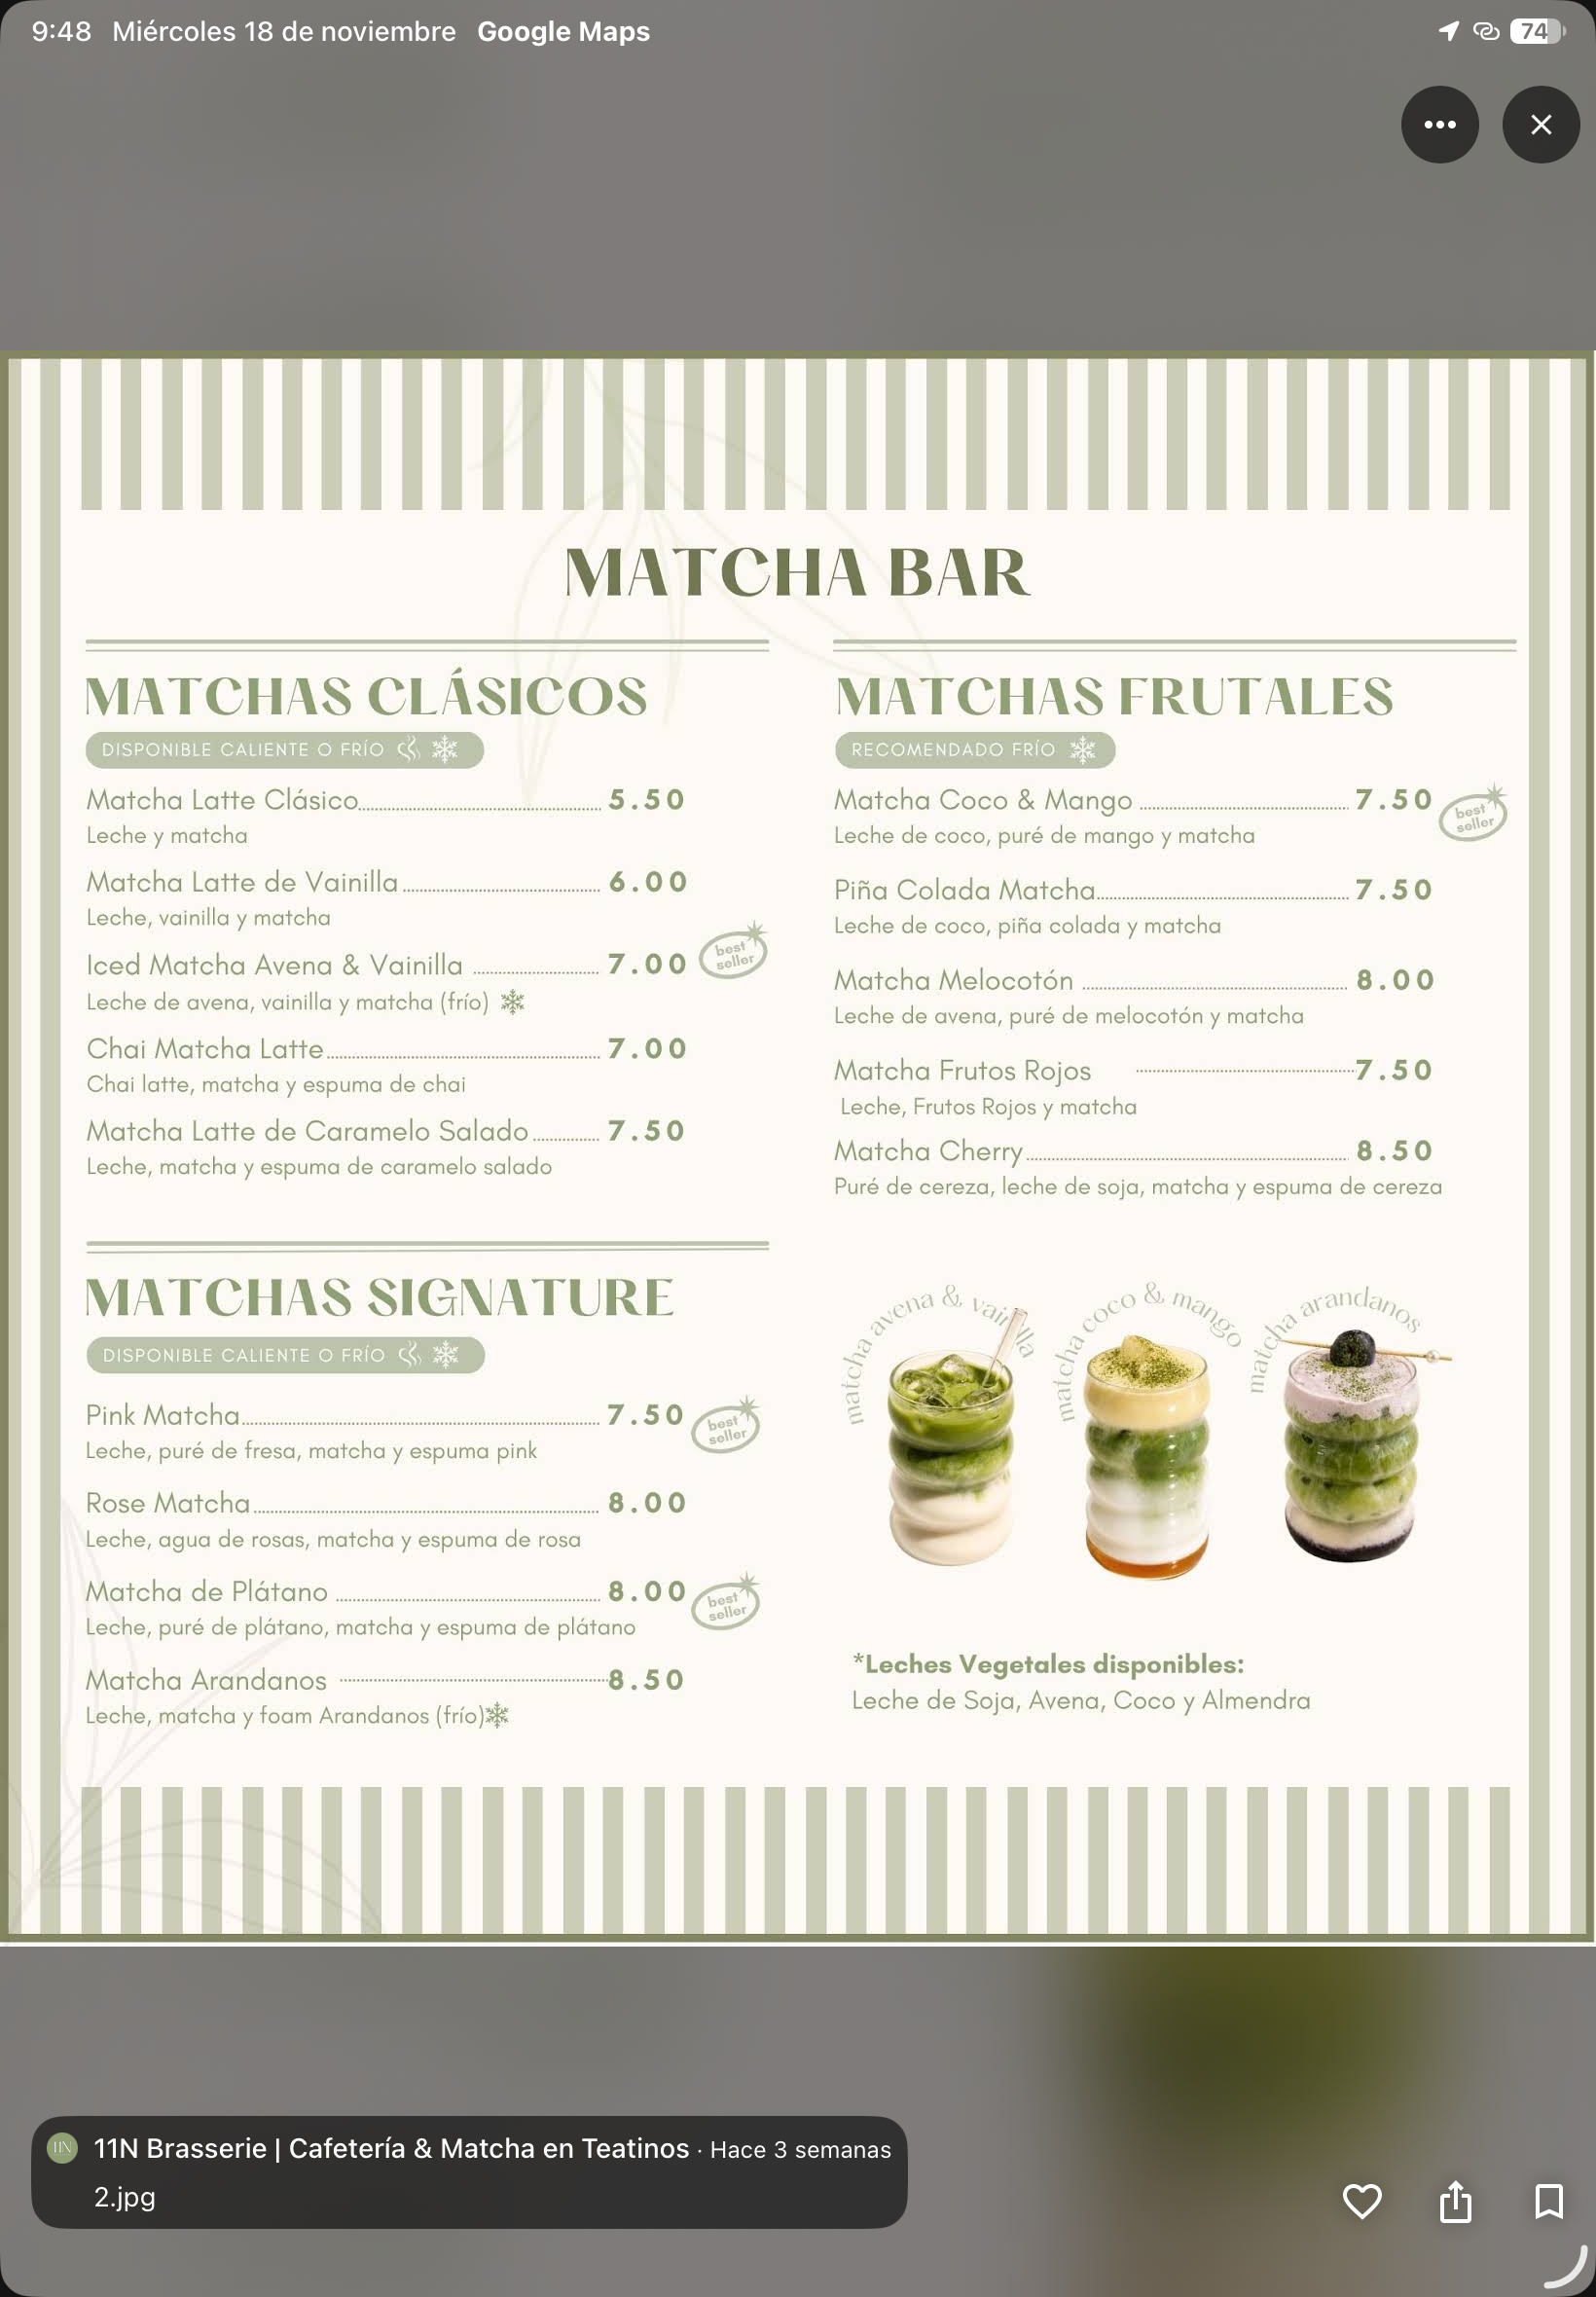 9:48 Miércoles 18 de noviembre Google Maps
74
MATCHA BAR
MATCHAS CLÁSICOS
DISPONIBLE CALIENTE O FRÍO
Matcha Latte Clásico 5.50
Leche y matcha
Matcha Latte de Vainilla 6.00
Leche, vainilla y matcha
Iced Matcha Avena & Vainilla 7.00
best
seller
Leche de avena, vainilla y matcha (frío)
Chai Matcha Latte 7.00
Chai latte, matcha y espuma de chai
Matcha Latte de Caramelo Salado 7.50
Leche, matcha y espuma de caramelo salado
MATCHAS SIGNATURE
DISPONIBLE CALIENTE O FRÍO
Pink Matcha 7.50
best
seller
Leche, puré de fresa, matcha y espuma pink
Rose Matcha 8.00
Leche, agua de rosas, matcha y espuma de rosa
Matcha de Plátano 8.00
best
seller
Leche, puré de plátano, matcha y espuma de plátano
Matcha Arandanos 8.50
Leche, matcha y foam Arandanos (frío)
MATCHAS FRUTALES
RECOMENDADO FRÍO
Matcha Coco & Mango 7.50
best
seller
Leche de coco, puré de mango y matcha
Piña Colada Matcha 7.50
Leche de coco, piña colada y matcha
Matcha Melocotón 8.00
Leche de avena, puré de melocotón y matcha
Matcha Frutos Rojos 7.50
Leche, Frutos Rojos y matcha
Matcha Cherry 8.50
Puré de cereza, leche de soja, matcha y espuma de cereza
matcha avena & vainilla
matcha coco & mango
matcha arandanos
*Leches Vegetales disponibles:
Leche de Soja, Avena, Coco y Almendra
11N
11N Brasserie | Cafetería & Matcha en Teatinos · Hace 3 semanas
2.jpg